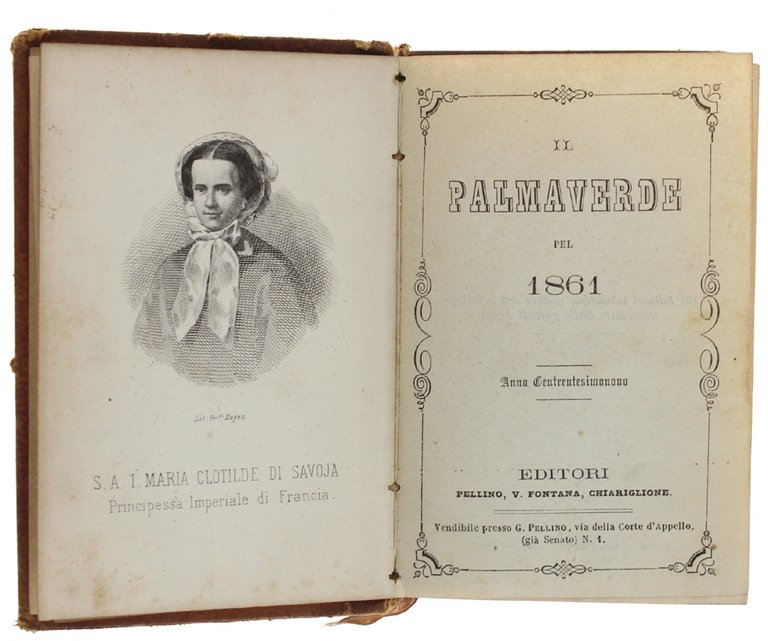 Lit. F.lli Doyen
S. A. I. MARIA CLOTILDE DI SAVOJA
Principessa Imperiale di Francia.
IL
PALMAVERDE
PEL
1861
Anno Centrentesimonono
EDITORI
PELLINO, V. FONTANA, CHIARIGLIONE.
Vendibile presso G. PELLINO, via della Corte d'Appello,
(già Senato) N. 1.